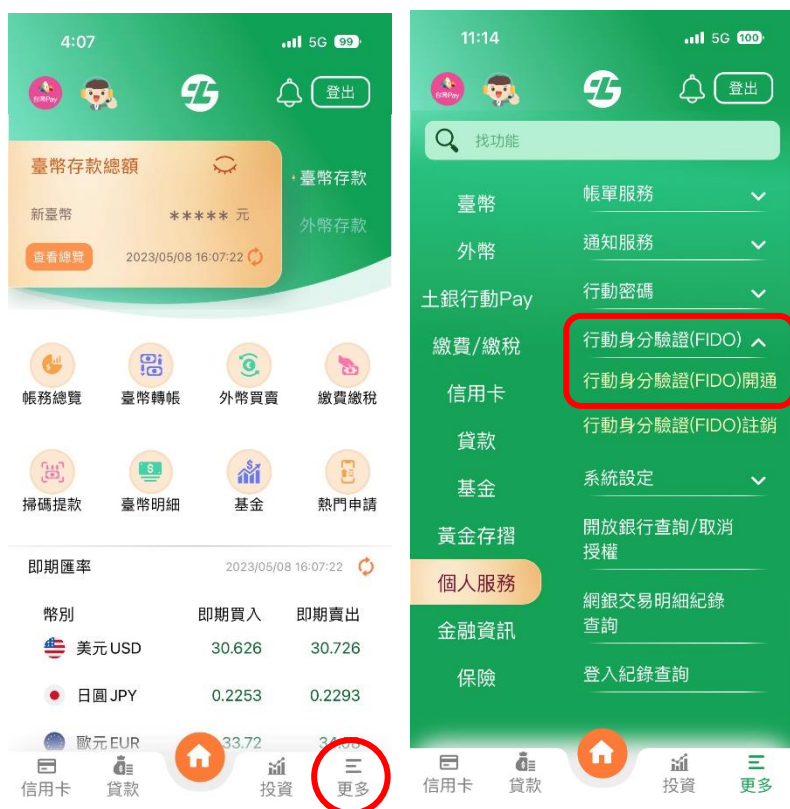 4:07
5G 99
台灣Pay
登出
臺幣存款總額
臺幣存款
新臺幣 ***** 元
外幣存款
查看總覽 2023/05/08 16:07:22
帳務總覽 臺幣轉帳 外幣買賣 繳費繳稅
掃碼提款 臺幣明細 基金 熱門申請
即期匯率 2023/05/08 16:07:22
幣別 即期買入 即期賣出
美元 USD 30.626 30.726
日圓 JPY 0.2253 0.2293
歐元 EUR 33.72
信用卡 貸款 投資 更多
11:14
5G 100
台灣Pay
登出
找功能
臺幣
外幣
土銀行動Pay
繳費/繳稅
信用卡
貸款
基金
黃金存摺
個人服務
金融資訊
保險
帳單服務
通知服務
行動密碼
行動身分驗證(FIDO)
行動身分驗證(FIDO)開通
行動身分驗證(FIDO)註銷
系統設定
開放銀行查詢/取消
授權
網銀交易明細紀錄
查詢
登入紀錄查詢
信用卡 貸款 投資 更多